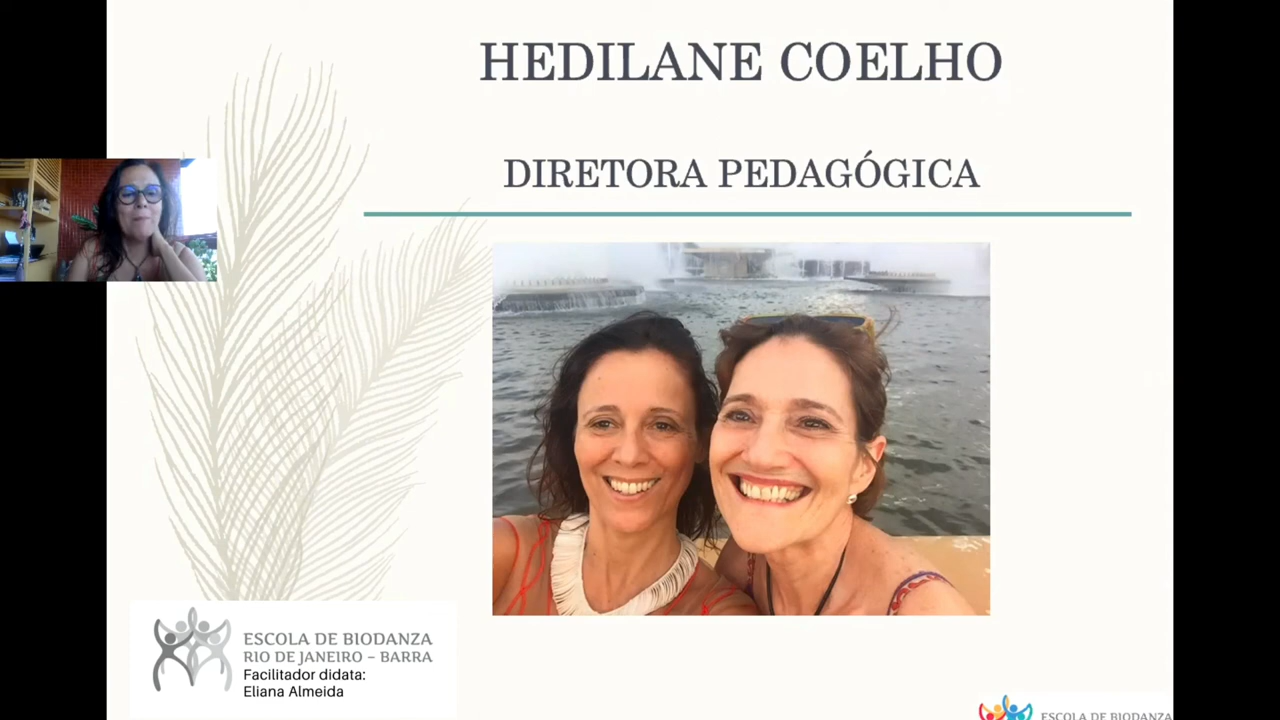 HEDILANE COELHO
DIRETORA PEDAGÓGICA
ESCOLA DE BIODANZA
RIO DE JANEIRO – BARRA
Facilitador didata:
Eliana Almeida
ESCOLA DE BIODANZA